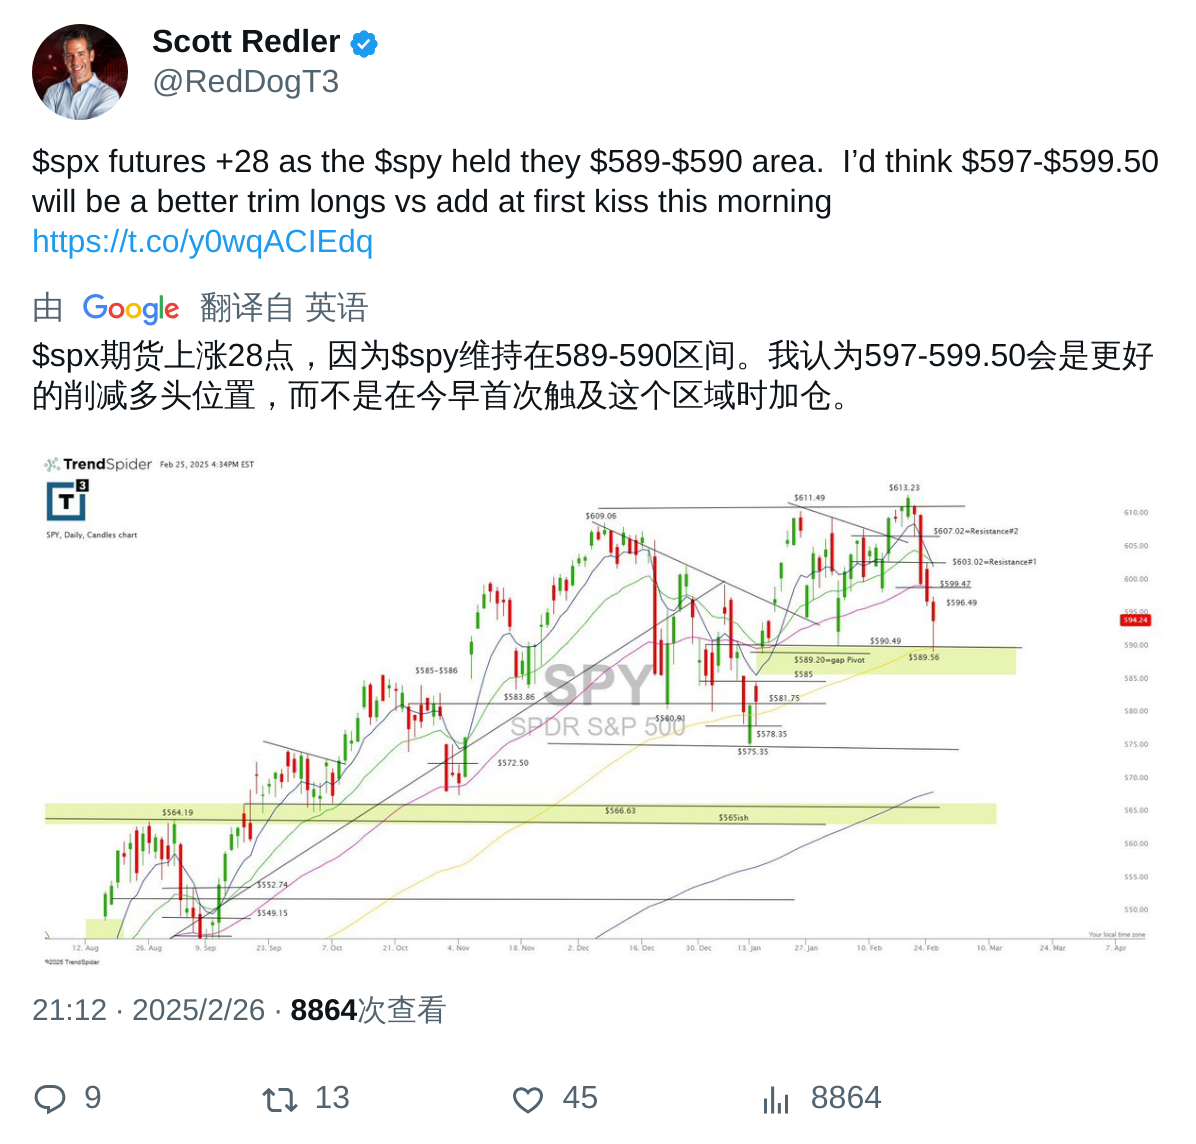 Scott Redler
@RedDogT3
$spx futures +28 as the $spy held they $589-$590 area.  I’d think $597-$599.50
will be a better trim longs vs add at first kiss this morning
https://t.co/y0wqACIEdq
由 Google 翻译自 英语
$spx期货上涨28点，因为$spy维持在589-590区间。我认为597-599.50会是更好
的削减多头位置，而不是在今早首次触及这个区域时加仓。
TrendSpider Feb 25, 2025 4:34PM EST
T3
SPY, Daily, Candles chart
$613.23
$611.49
$609.06
610.00
$607.02=Resistance#2
605.00
$603.02=Resistance#1
600.00
$599.47
$596.49
595.00
594.24
$590.49
590.00
$589.56
$589.20=gap Pivot
$585-$586
$585
585.00
SPY
$583.86
$581.75
$580.91
580.00
SPDR S&P 500
$578.35
575.00
$575.35
$572.50
570.00
$566.63
565.00
$564.19
$565ish
560.00
555.00
$552.74
$549.15
550.00
Your local time zone
12. Aug 26. Aug 9. Sep 23. Sep 7. Oct 21. Oct 4. Nov 18. Nov 2. Dec 16. Dec 30. Dec 13. Jan 27. Jan 10. Feb 24. Feb 10. Mar 24. Mar 7. Apr
©2025 TrendSpider
21:12 · 2025/2/26 · 8864次查看
9 13 45 8864